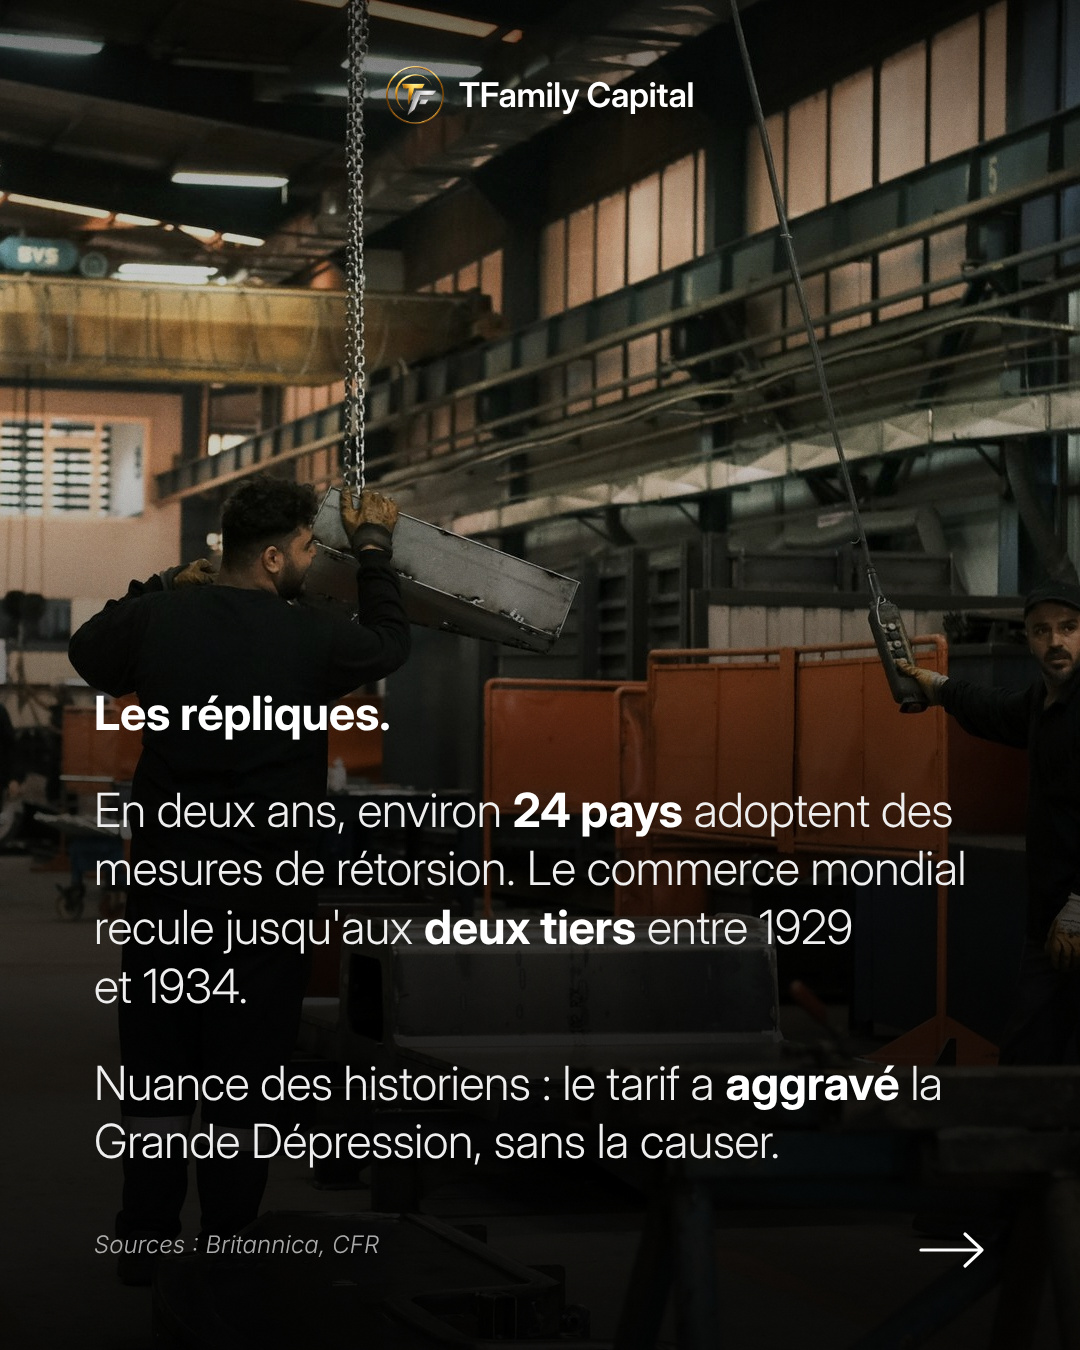 TFamily Capital
5
BVS
Les répliques.
En deux ans, environ 24 pays adoptent des
mesures de rétorsion. Le commerce mondial
recule jusqu'aux deux tiers entre 1929
et 1934.
Nuance des historiens : le tarif a aggravé la
Grande Dépression, sans la causer.
Sources : Britannica, CFR